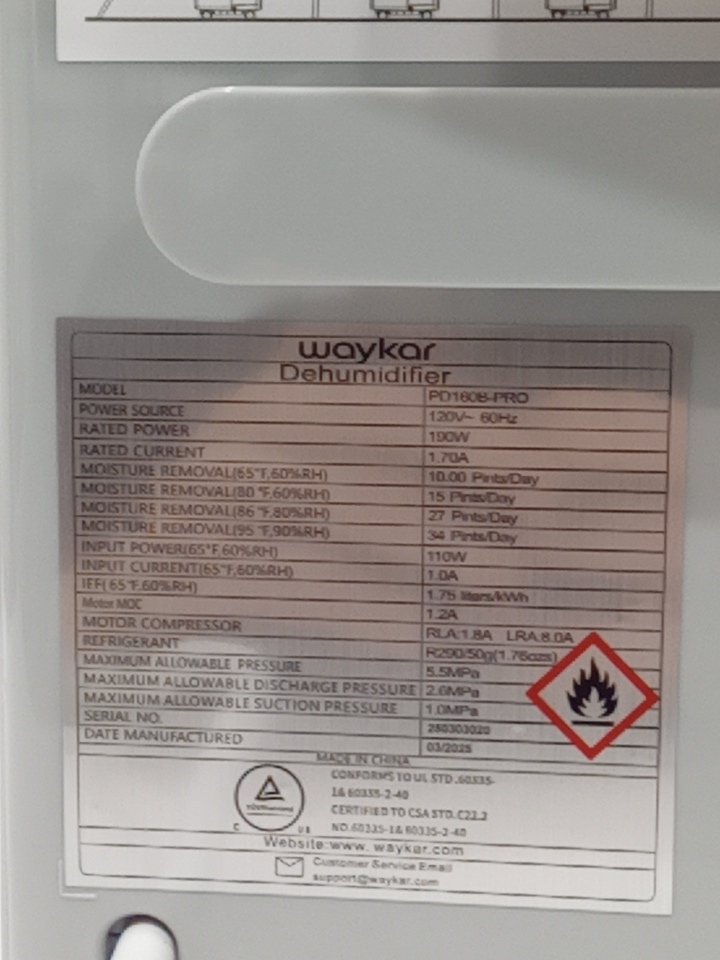 waykar
Dehumidifier
MODEL PD160B-PRO
POWER SOURCE 120V~ 60Hz
RATED POWER 190W
RATED CURRENT 1.70A
MOISTURE REMOVAL(65°F,60%RH) 10.00 Pints/Day
MOISTURE REMOVAL(80 °F,60%RH) 15 Pints/Day
MOISTURE REMOVAL(86 °F,80%RH) 27 Pints/Day
MOISTURE REMOVAL(95 °F,90%RH) 34 Pints/Day
INPUT POWER(65°F,60%RH) 110W
INPUT CURRENT(65°F,60%RH) 1.0A
IEF(65°F,60%RH) 1.75 liters/kWh
Motor MOC 1.2A
MOTOR COMPRESSOR RLA:1.8A LRA:8.0A
REFRIGERANT R290/50g(1.76ozs)
MAXIMUM ALLOWABLE PRESSURE 5.5MPa
MAXIMUM ALLOWABLE DISCHARGE PRESSURE 2.6MPa
MAXIMUM ALLOWABLE SUCTION PRESSURE 1.0MPa
SERIAL NO. 250303020
DATE MANUFACTURED 03/2025
MADE IN CHINA
CONFORMS TO UL STD .60335-
1& 60335-2-40
CERTIFIED TO CSA STD. C22.2
NO.60335-1& 60335-2-40
C US
Website:www. waykar.com
Customer Service Email
support@waykar.com